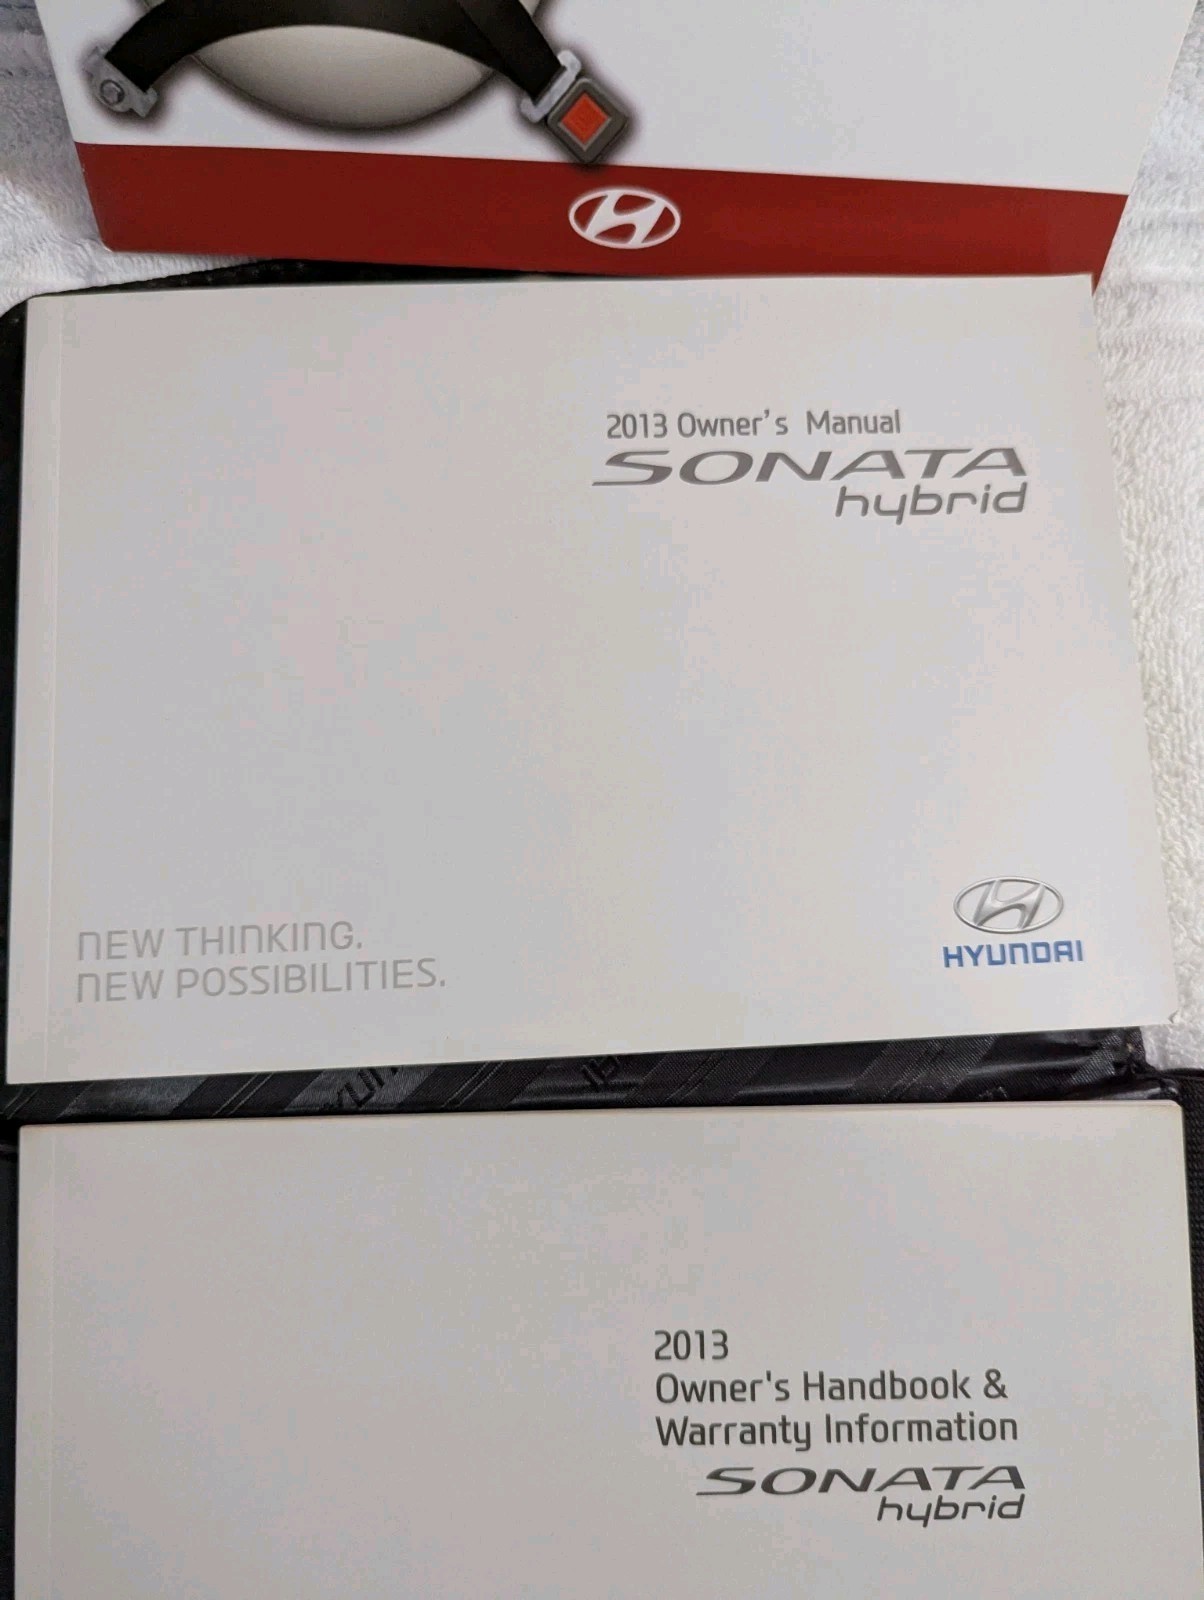 2013 Owner's Manual
SONATA
hybrid
NEW THINKING.
NEW POSSIBILITIES.
HYUNDAI
2013
Owner's Handbook &
Warranty Information
SONATA
hybrid